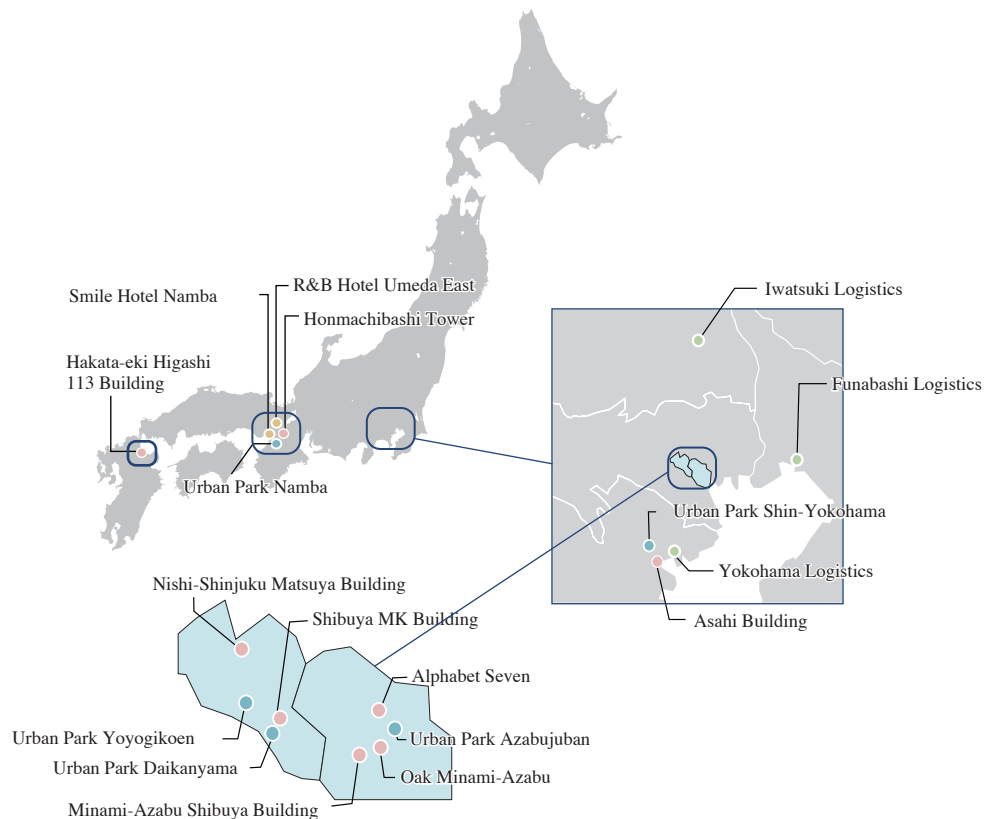 R&B Hotel Umeda East
Smile Hotel Namba
Honmachibashi Tower
Hakata-eki Higashi
113 Building
Urban Park Namba
Iwatsuki Logistics
Funabashi Logistics
Urban Park Shin-Yokohama
Yokohama Logistics
Asahi Building
Nishi-Shinjuku Matsuya Building
Shibuya MK Building
Alphabet Seven
Urban Park Yoyogikoen
Urban Park Azabujuban
Urban Park Daikanyama
Oak Minami-Azabu
Minami-Azabu Shibuya Building